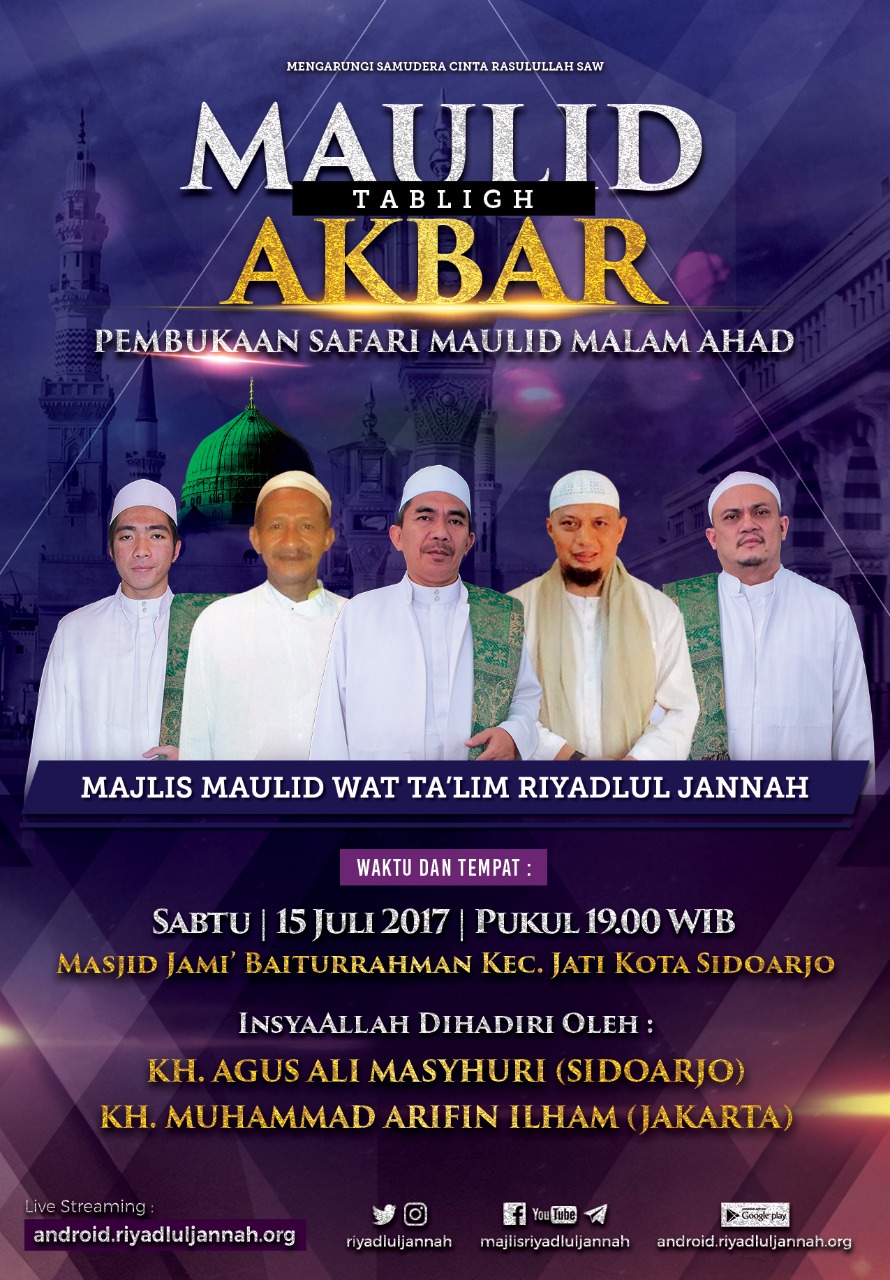 MENGARUNGI SAMUDERA CINTA RASULULLAH SAW
MAULID
TABLIGH
AKBAR
PEMBUKAAN SAFARI MAULID MALAM AHAD
MAJLIS MAULID WAT TA'LIM RIYADLUL JANNAH
WAKTU DAN TEMPAT :
SABTU | 15 JULI 2017 | PUKUL 19.00 WIB
MASJID JAMI' BAITURRAHMAN KEC. JATI KOTA SIDOARJO
INSYAALLAH DIHADIRI OLEH :
KH. AGUS ALI MASYHURI (SIDOARJO)
KH. MUHAMMAD ARIFIN ILHAM (JAKARTA)
Live Streaming :
android.riyadluljannah.org
riyadluljannah
YouTube
majlisriyadluljannah
Google play
android.riyadluljannah.org